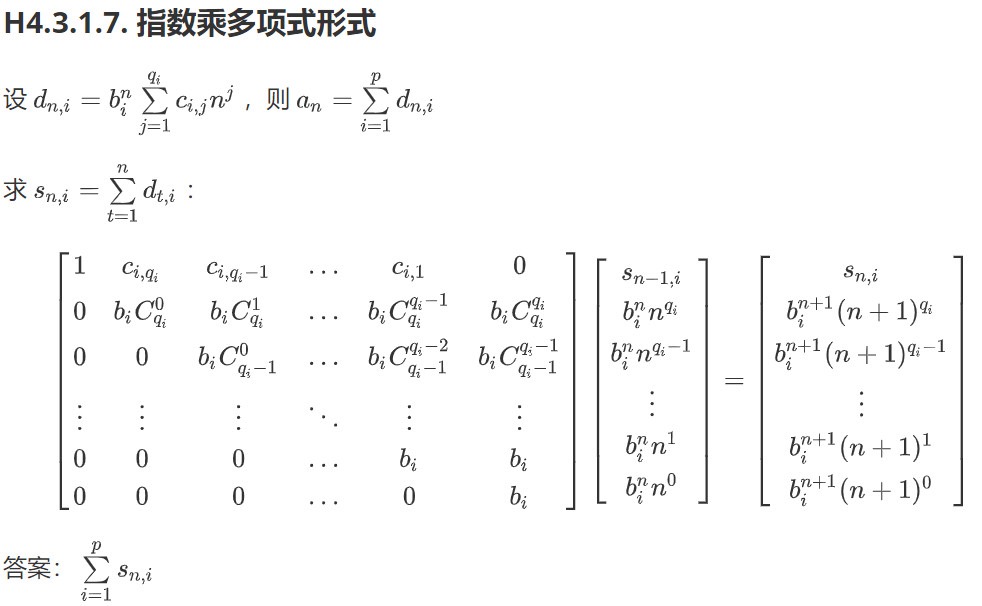 H4.3.1.7. 指数乘多项式形式
设 $d_{n,i} = b_i^n \sum_{j=1}^{q_i} c_{i,j} n^j$ ，则 $a_n = \sum_{i=1}^{p} d_{n,i}$
求 $s_{n,i} = \sum_{t=1}^{n} d_{t,i}$ ：
$\begin{bmatrix} 1 & c_{i,q_i} & c_{i,q_i-1} & \dots & c_{i,1} & 0 \\ 0 & b_i C_{q_i}^0 & b_i C_{q_i}^1 & \dots & b_i C_{q_i}^{q_i-1} & b_i C_{q_i}^{q_i} \\ 0 & 0 & b_i C_{q_i-1}^0 & \dots & b_i C_{q_i-1}^{q_i-2} & b_i C_{q_i-1}^{q_i-1} \\ \vdots & \vdots & \vdots & \ddots & \vdots & \vdots \\ 0 & 0 & 0 & \dots & b_i & b_i \\ 0 & 0 & 0 & \dots & 0 & b_i \end{bmatrix} \begin{bmatrix} s_{n-1,i} \\ b_i^n n^{q_i} \\ b_i^n n^{q_i-1} \\ \vdots \\ b_i^n n^1 \\ b_i^n n^0 \end{bmatrix} = \begin{bmatrix} s_{n,i} \\ b_i^{n+1} (n+1)^{q_i} \\ b_i^{n+1} (n+1)^{q_i-1} \\ \vdots \\ b_i^{n+1} (n+1)^1 \\ b_i^{n+1} (n+1)^0 \end{bmatrix}$
答案： $\sum_{i=1}^{p} s_{n,i}$